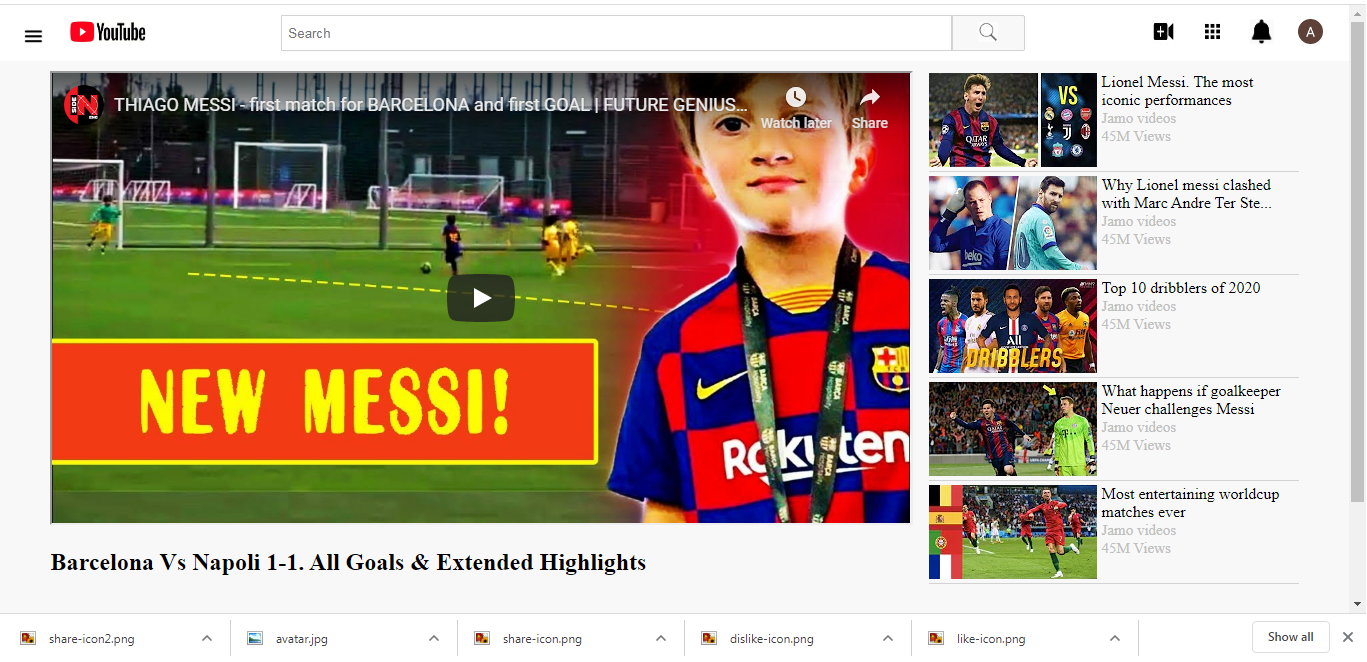 YouTube
Search
A
THIAGO MESSI - first match for BARCELONA and first GOAL | FUTURE GENIUS...
Watch later
Share
NEW MESSI!
Rakuten
Barcelona Vs Napoli 1-1. All Goals & Extended Highlights
VS
QATAR
Lionel Messi. The most
iconic performances
Jamo videos
45M Views
beko
Why Lionel messi clashed
with Marc Andre Ter Ste...
Jamo videos
45M Views
DRIBBLERS
Top 10 dribblers of 2020
Jamo videos
45M Views
What happens if goalkeeper
Neuer challenges Messi
Jamo videos
45M Views
Most entertaining worldcup
matches ever
Jamo videos
45M Views
share-icon2.png
avatar.jpg
share-icon.png
dislike-icon.png
like-icon.png
Show all